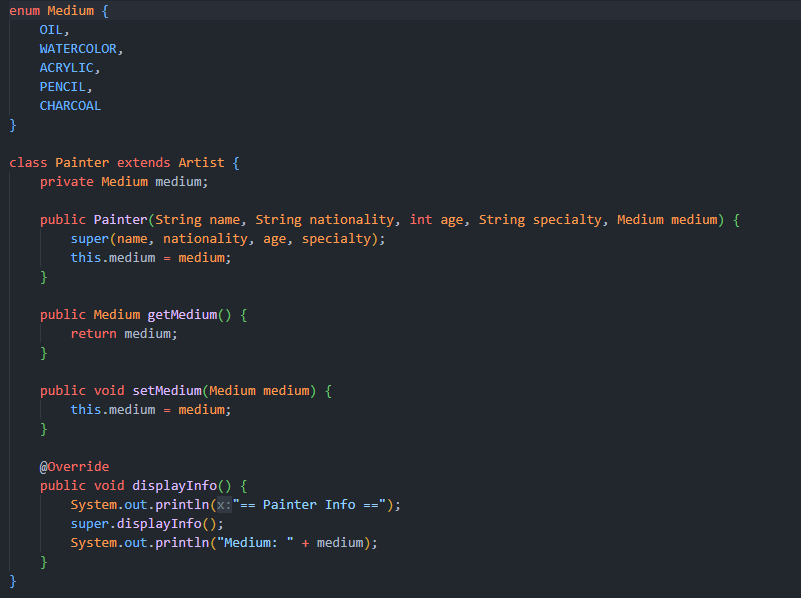 enum Medium {
    OIL,
    WATERCOLOR,
    ACRYLIC,
    PENCIL,
    CHARCOAL
}

class Painter extends Artist {
    private Medium medium;

    public Painter(String name, String nationality, int age, String specialty, Medium medium) {
        super(name, nationality, age, specialty);
        this.medium = medium;
    }

    public Medium getMedium() {
        return medium;
    }

    public void setMedium(Medium medium) {
        this.medium = medium;
    }

    @Override
    public void displayInfo() {
        System.out.println(x:"== Painter Info ==");
        super.displayInfo();
        System.out.println("Medium: " + medium);
    }
}